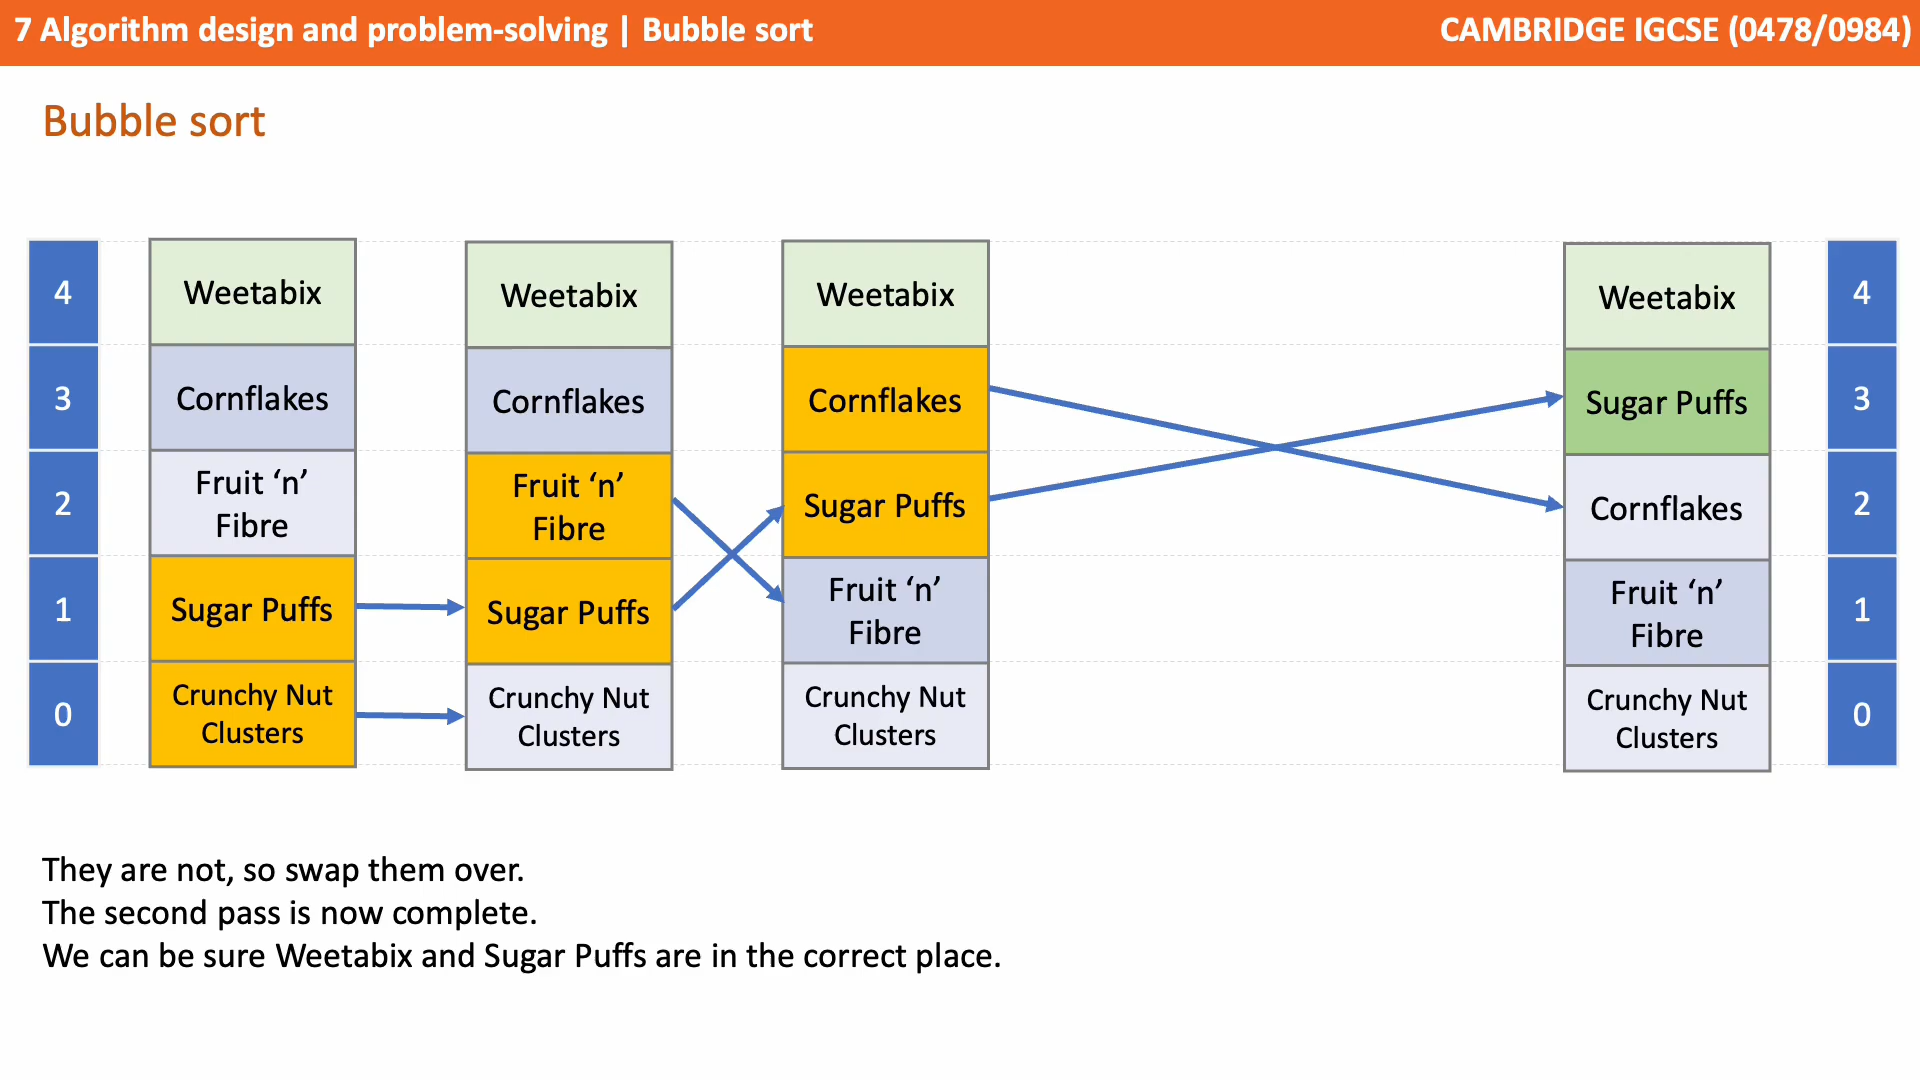 7 Algorithm design and problem-solving | Bubble sort
CAMBRIDGE IGCSE (0478/0984)
Bubble sort
4
Weetabix
Weetabix
Weetabix
Weetabix
4
3
Cornflakes
Cornflakes
Cornflakes
Sugar Puffs
3
2
Fruit ‘n’
Fibre
Fruit ‘n’
Fibre
Sugar Puffs
Cornflakes
2
1
Sugar Puffs
Sugar Puffs
Fruit ‘n’
Fibre
Fruit ‘n’
Fibre
1
0
Crunchy Nut
Clusters
Crunchy Nut
Clusters
Crunchy Nut
Clusters
Crunchy Nut
Clusters
0
They are not, so swap them over.
The second pass is now complete.
We can be sure Weetabix and Sugar Puffs are in the correct place.